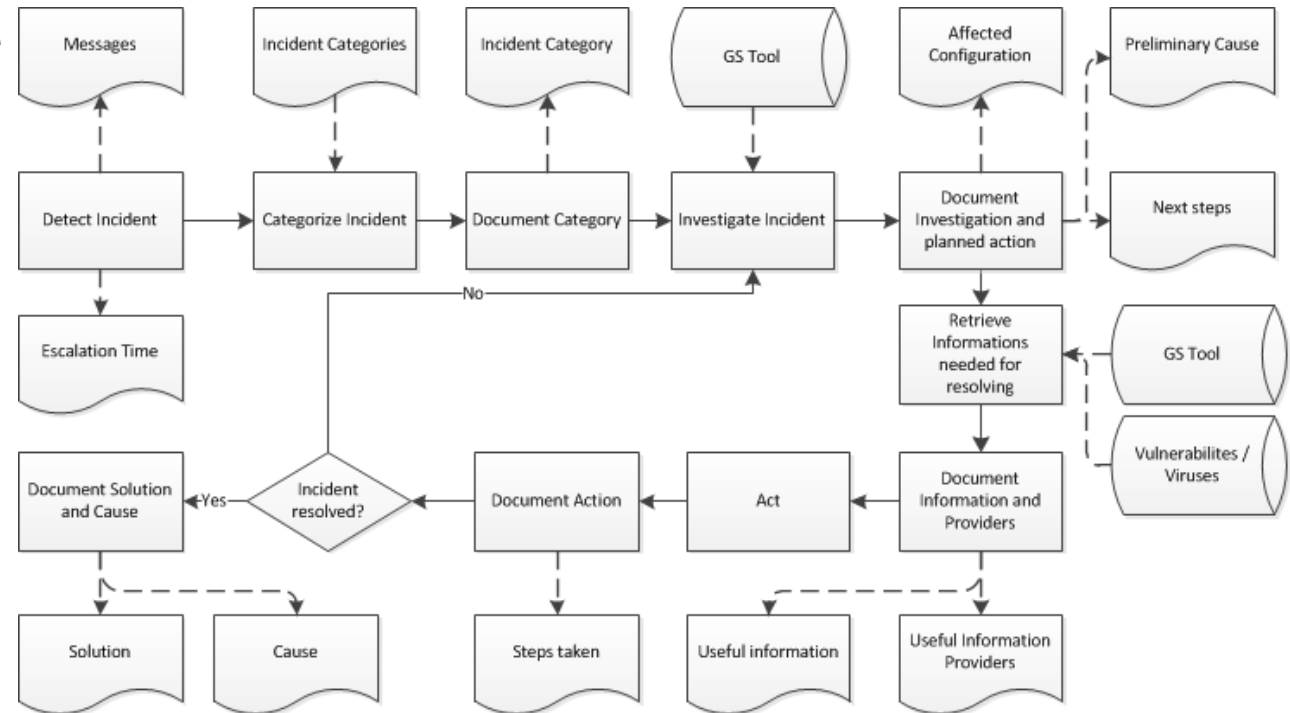 Messages
Incident Categories
Incident Category
GS Tool
Affected
Configuration
Preliminary Cause
Detect Incident
Categorize Incident
Document Category
Investigate Incident
Document
Investigation and
planned action
Next steps
No
Escalation Time
Retrieve
Informations
needed for
resolving
GS Tool
Vulnerabilites /
Viruses
Document Solution
and Cause
Yes
Incident
resolved?
Document Action
Act
Document
Information and
Providers
Solution
Cause
Steps taken
Useful information
Useful Information
Providers